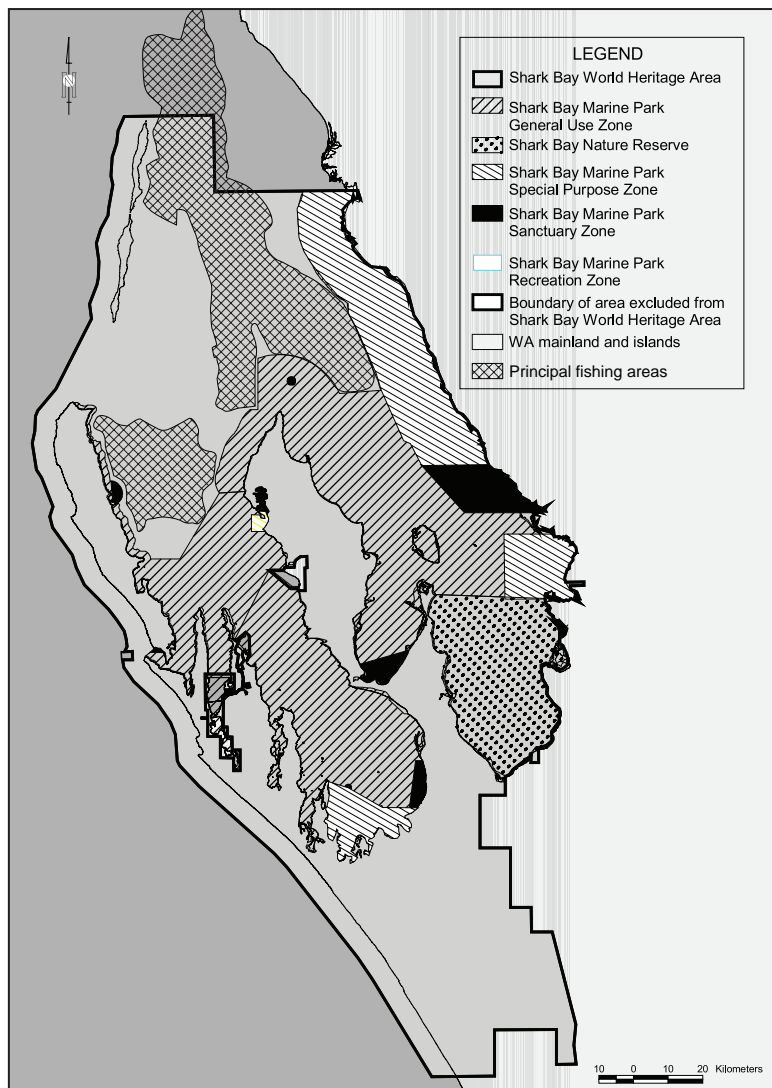 LEGEND
Shark Bay World Heritage Area
Shark Bay Marine Park
General Use Zone
Shark Bay Nature Reserve
Shark Bay Marine Park
Special Purpose Zone
Shark Bay Marine Park
Sanctuary Zone
Shark Bay Marine Park
Recreation Zone
Boundary of area excluded from
Shark Bay World Heritage Area
WA mainland and islands
Principal fishing areas
10 0 10 20 Kilometers